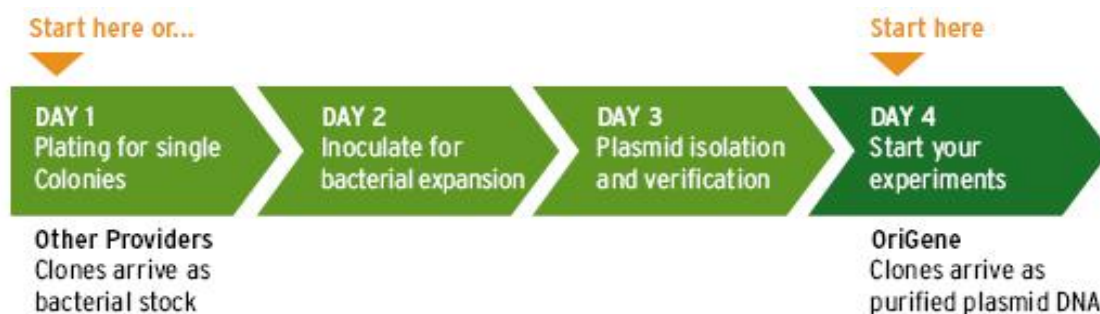 Start here or...
Start here
DAY 1
Plating for single
Colonies
DAY 2
Inoculate for
bacterial expansion
DAY 3
Plasmid isolation
and verification
DAY 4
Start your
experiments
Other Providers
Clones arrive as
bacterial stock
OriGene
Clones arrive as
purified plasmid DNA